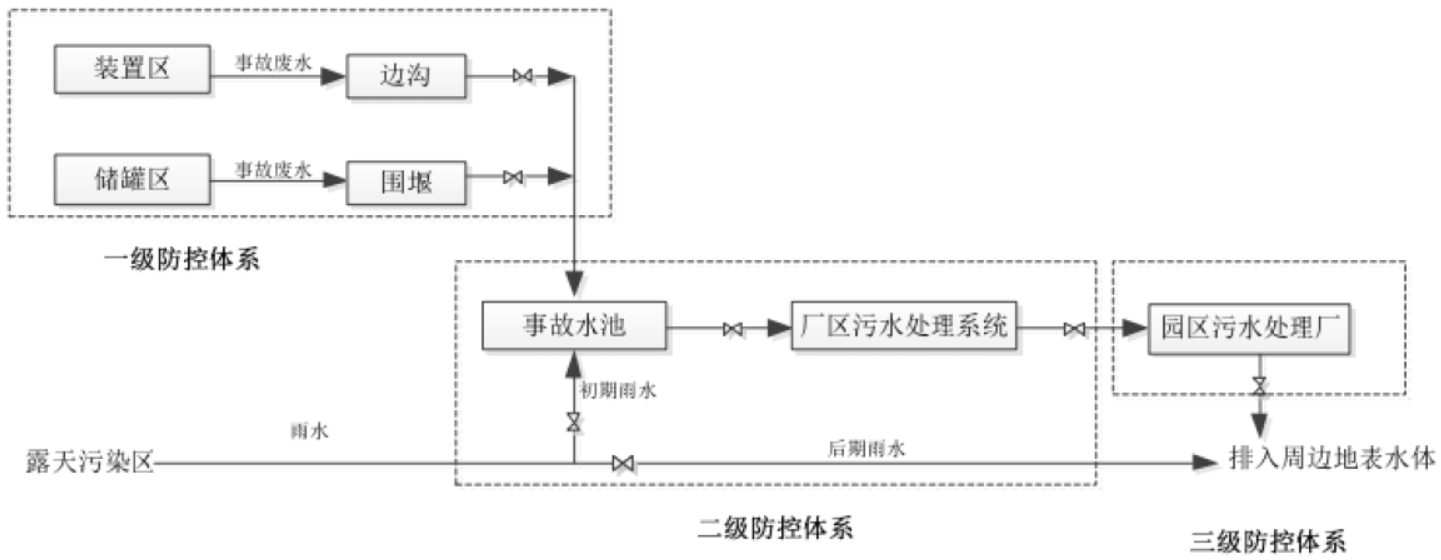 装置区
事故废水
边沟
储罐区
事故废水
围堰
一级防控体系
事故水池
厂区污水处理系统
园区污水处理厂
初期雨水
雨水
后期雨水
露天污染区
排入周边地表水体
二级防控体系
三级防控体系